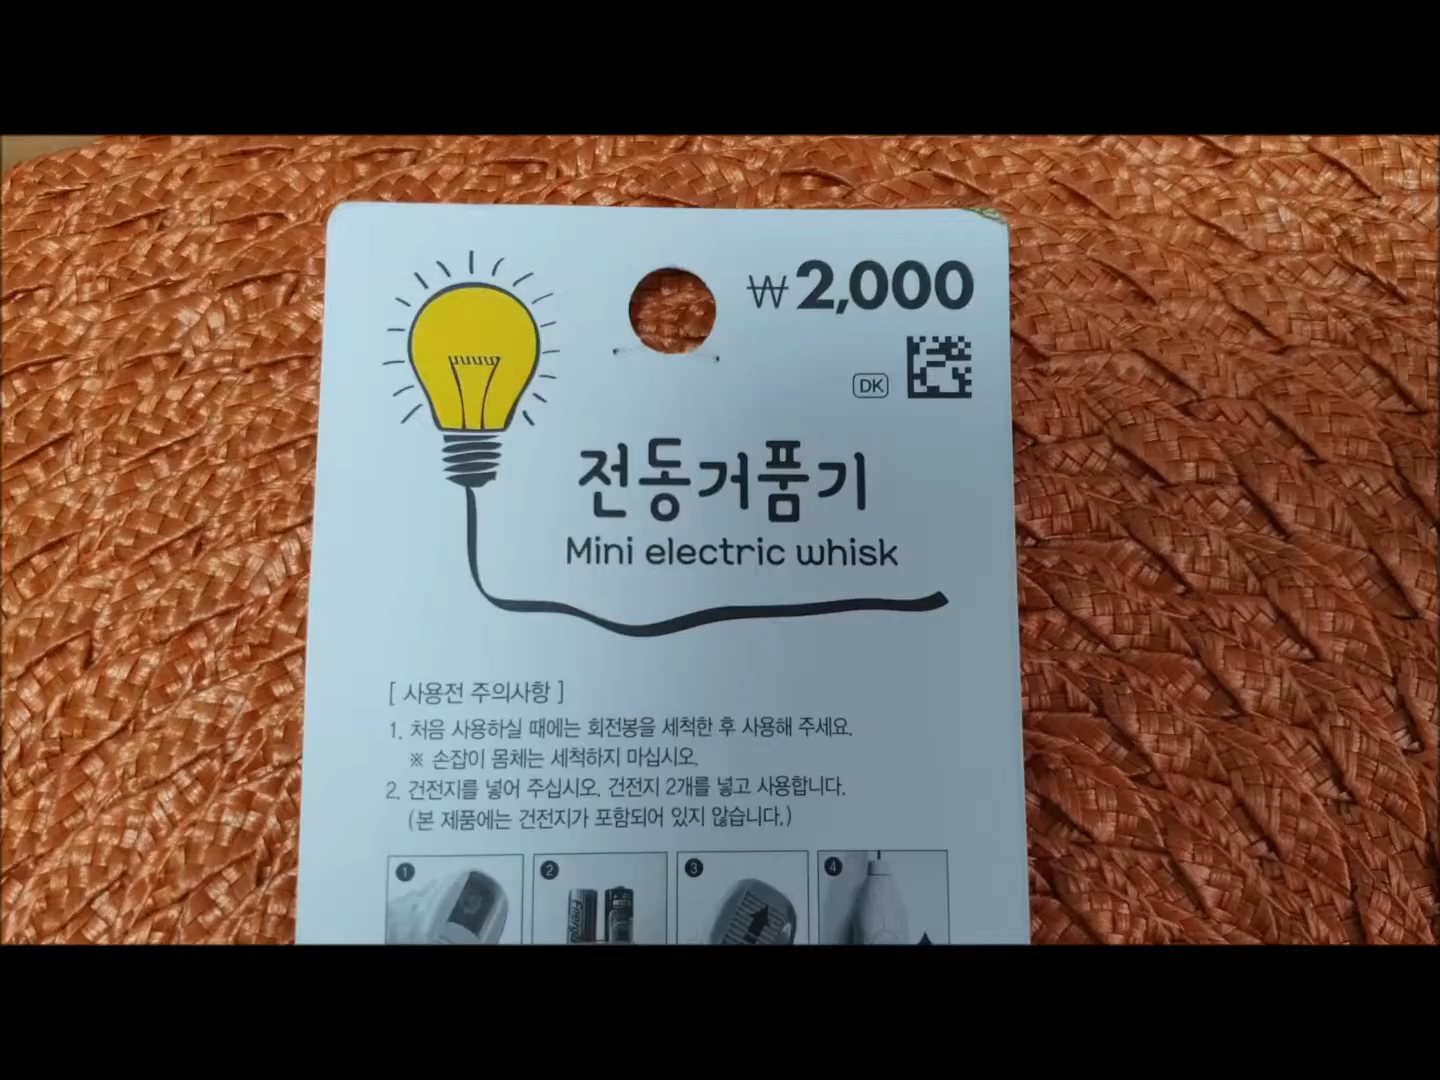 ₩2,000
DK
전동거품기
Mini electric whisk
[ 사용전 주의사항 ]
1. 처음 사용하실 때에는 회전봉을 세척한 후 사용해 주세요.
※ 손잡이 몸체는 세척하지 마십시오.
2. 건전지를 넣어 주십시오. 건전지 2개를 넣고 사용합니다.
(본 제품에는 건전지가 포함되어 있지 않습니다.)
1 2 3 4